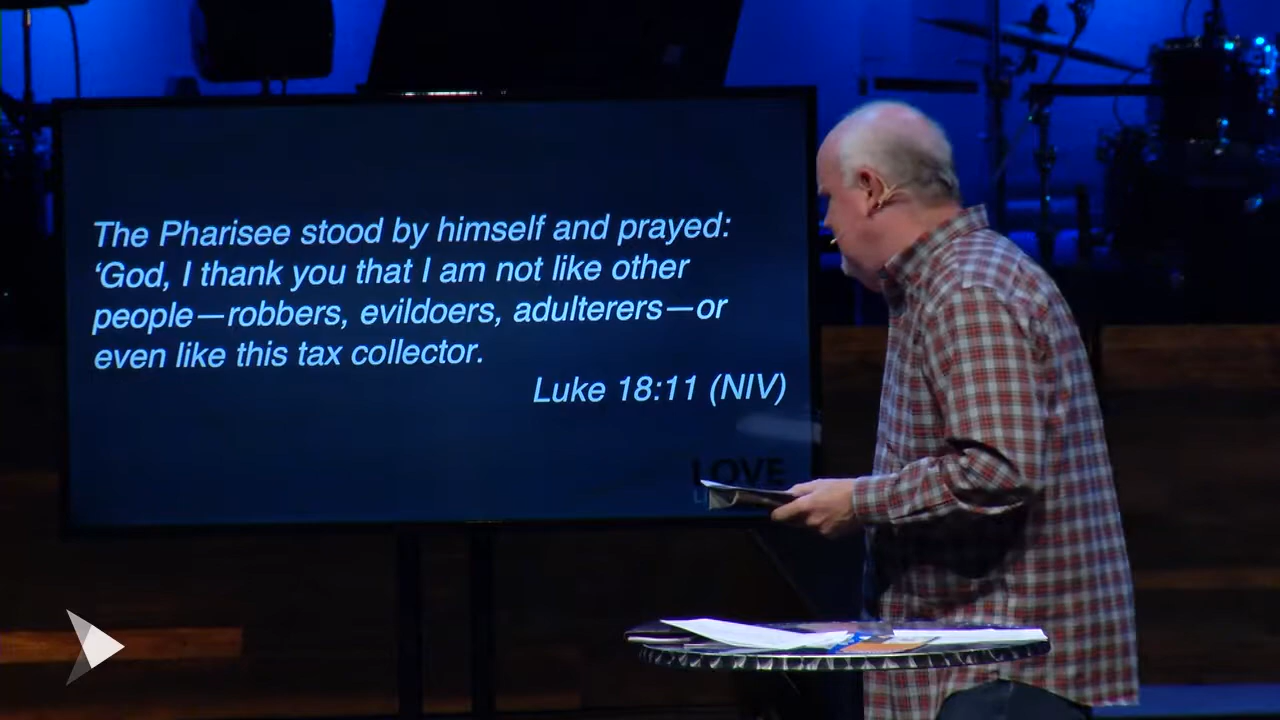 The Pharisee stood by himself and prayed:
‘God, I thank you that I am not like other
people—robbers, evildoers, adulterers—or
even like this tax collector.
Luke 18:11 (NIV)
LOVE